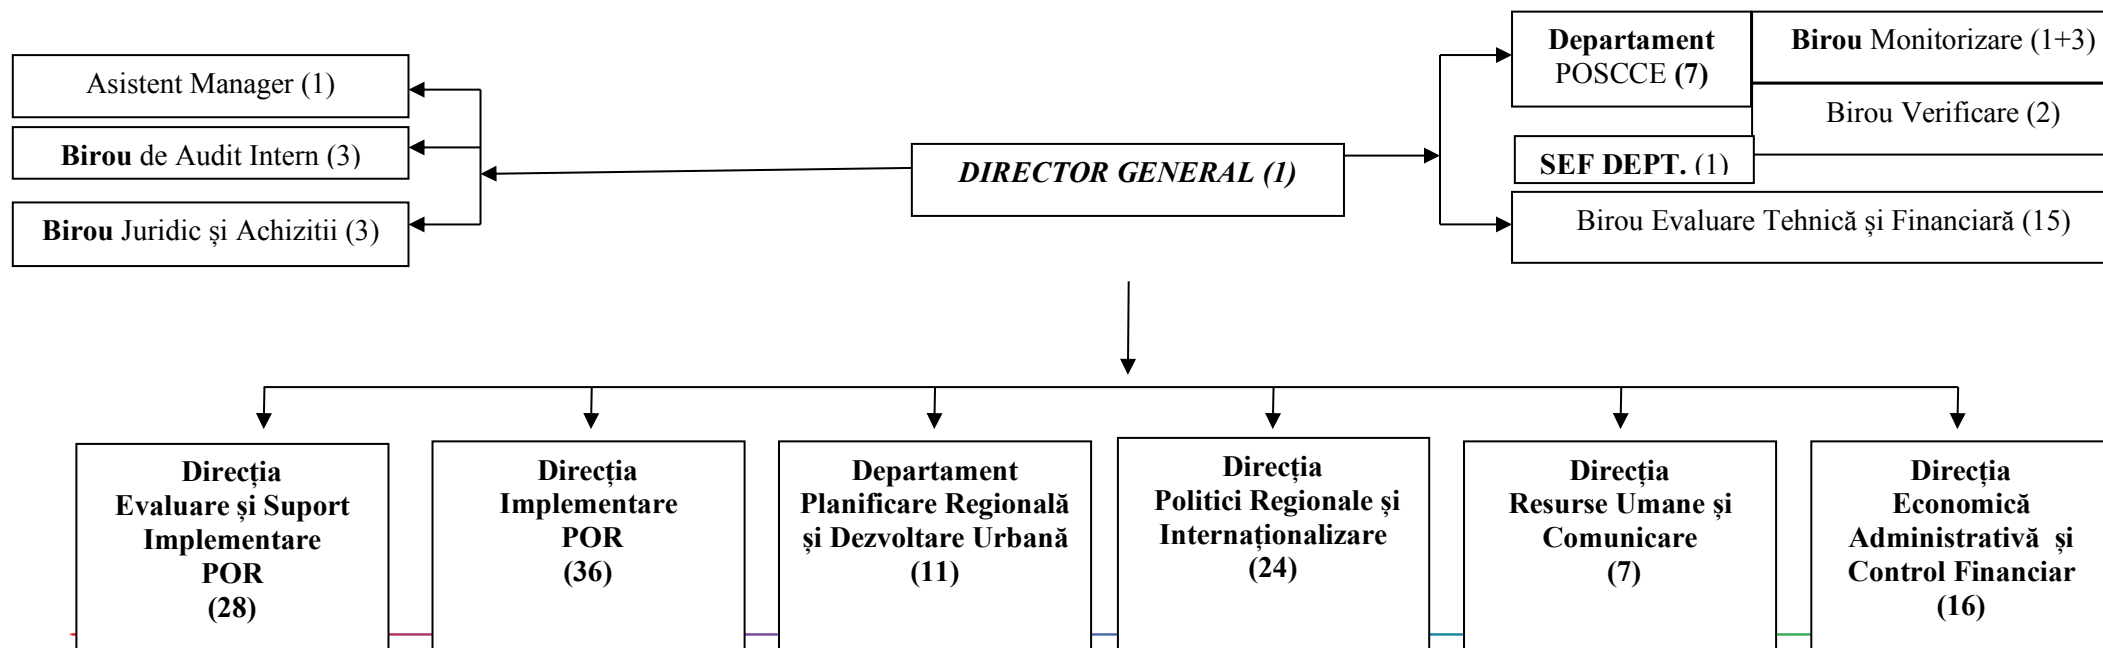 Asistent Manager (1)
Birou de Audit Intern (3)
Birou Juridic și Achizitii (3)
DIRECTOR GENERAL (1)
Departament
POSCCE (7)
Birou Monitorizare (1+3)
Birou Verificare (2)
SEF DEPT. (1)
Birou Evaluare Tehnică și Financiară (15)
Direcția
Evaluare și Suport
Implementare
POR
(28)
Direcția
Implementare
POR
(36)
Departament
Planificare Regională
și Dezvoltare Urbană
(11)
Direcția
Politici Regionale și
Internaționalizare
(24)
Direcția
Resurse Umane și
Comunicare
(7)
Direcția
Economică
Administrativă și
Control Financiar
(16)